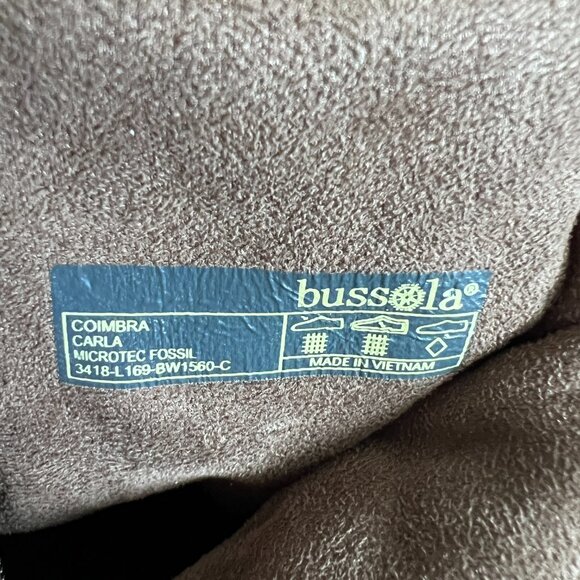 bussola®
COIMBRA
CARLA
MICROTEC FOSSIL
3418-L169-BW1560-C
MADE IN VIETNAM